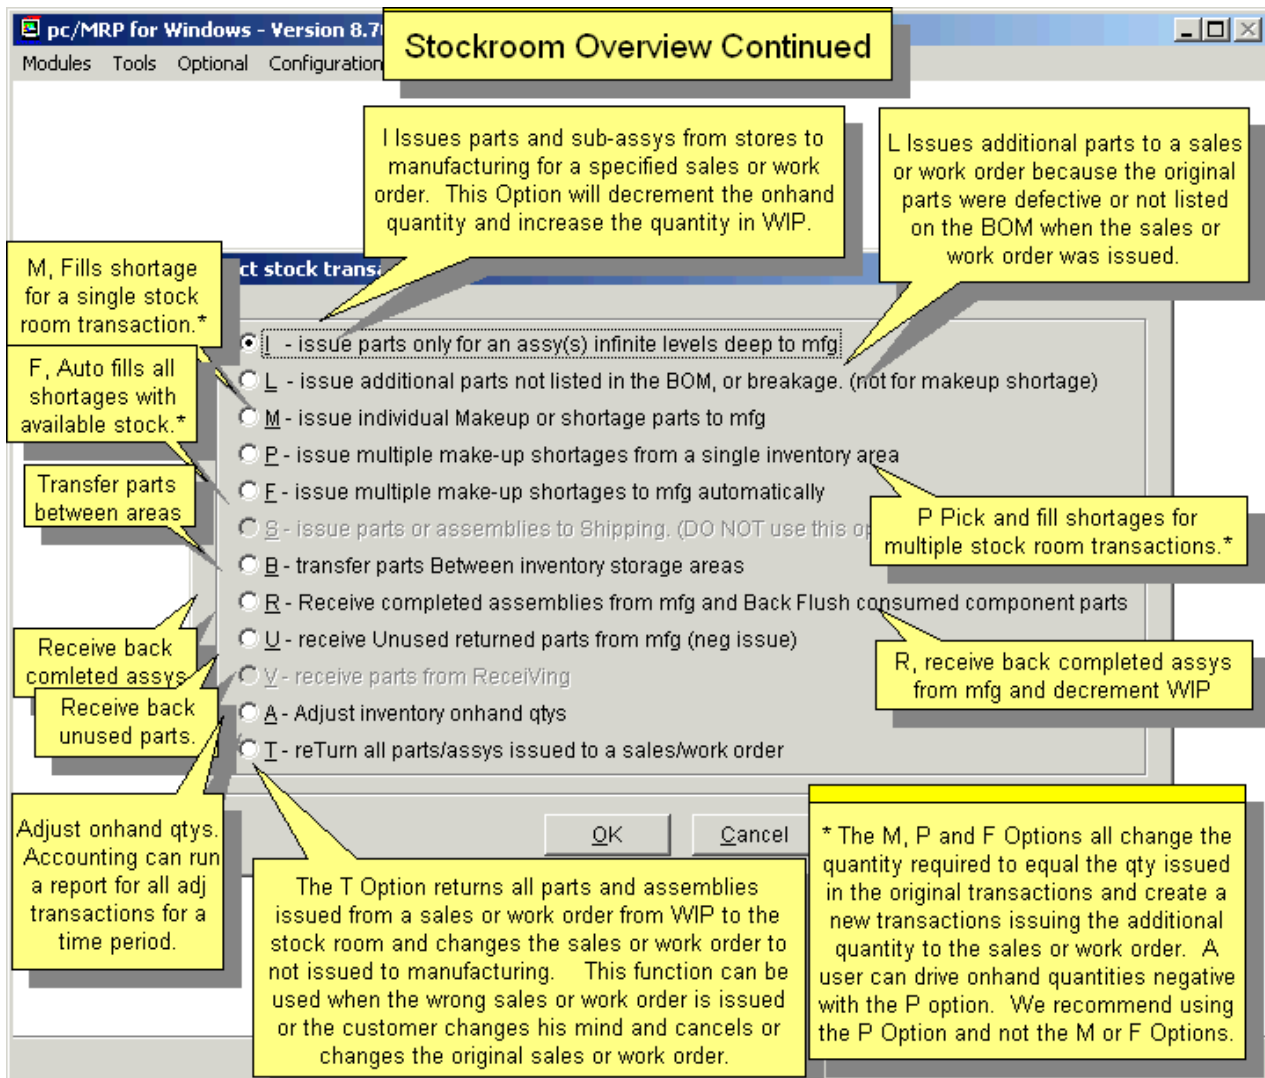 pc/MRP for Windows - Version 8.7
Stockroom Overview Continued
Modules Tools Optional Configuration
I Issues parts and sub-assys from stores to
manufacturing for a specified sales or work
order. This Option will decrement the onhand
quantity and increase the quantity in WIP.
L Issues additional parts to a sales
or work order because the original
parts were defective or not listed
on the BOM when the sales or
work order was issued.
M, Fills shortage
for a single stock
room transaction.*
F, Auto fills all
shortages with
available stock.*
Transfer parts
between areas
Receive back
comleted assys
Receive back
unused parts.
Adjust onhand qtys.
Accounting can run
a report for all adj
transactions for a
time period.
ct stock trans
I - issue parts only for an assy(s) infinite levels deep to mfg
L - issue additional parts not listed in the BOM, or breakage. (not for makeup shortage)
M - issue individual Makeup or shortage parts to mfg
P - issue multiple make-up shortages from a single inventory area
F - issue multiple make-up shortages to mfg automatically
S - issue parts or assemblies to Shipping. (DO NOT use this op
B - transfer parts Between inventory storage areas
R - Receive completed assemblies from mfg and Back Flush consumed component parts
U - receive Unused returned parts from mfg (neg issue)
V - receive parts from ReceiVing
A - Adjust inventory onhand qtys
T - reTurn all parts/assys issued to a sales/work order
P Pick and fill shortages for
multiple stock room transactions.*
R, receive back completed assys
from mfg and decrement WIP
OK Cancel
The T Option returns all parts and assemblies
issued from a sales or work order from WIP to the
stock room and changes the sales or work order to
not issued to manufacturing. This function can be
used when the wrong sales or work order is issued
or the customer changes his mind and cancels or
changes the original sales or work order.
* The M, P and F Options all change the
quantity required to equal the qty issued
in the original transactions and create a
new transactions issuing the additional
quantity to the sales or work order. A
user can drive onhand quantities negative
with the P option. We recommend using
the P Option and not the M or F Options.